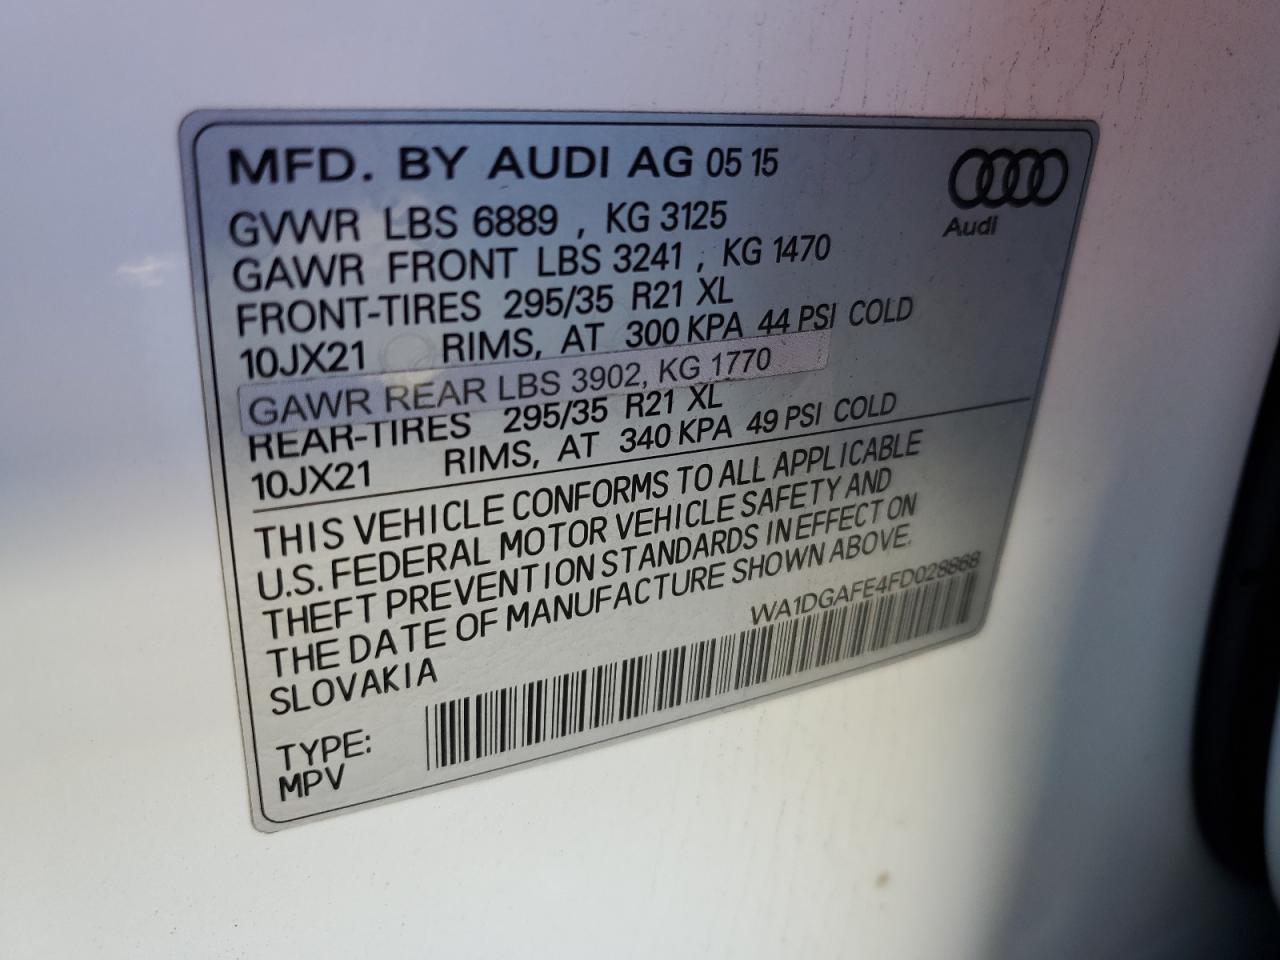 MFD. BY AUDI AG 05 15
Audi
GVWR LBS 6889 , KG 3125
GAWR FRONT LBS 3241 , KG 1470
FRONT-TIRES 295/35 R21 XL
10JX21 RIMS, AT 300 KPA 44 PSI COLD
GAWR REAR LBS 3902, KG 1770
REAR-TIRES 295/35 R21 XL
10JX21 RIMS, AT 340 KPA 49 PSI COLD
THIS VEHICLE CONFORMS TO ALL APPLICABLE
U.S. FEDERAL MOTOR VEHICLE SAFETY AND
THEFT PREVENTION STANDARDS IN EFFECT ON
THE DATE OF MANUFACTURE SHOWN ABOVE.
SLOVAKIA
WA1DGAFE4FD028868
TYPE:
MPV